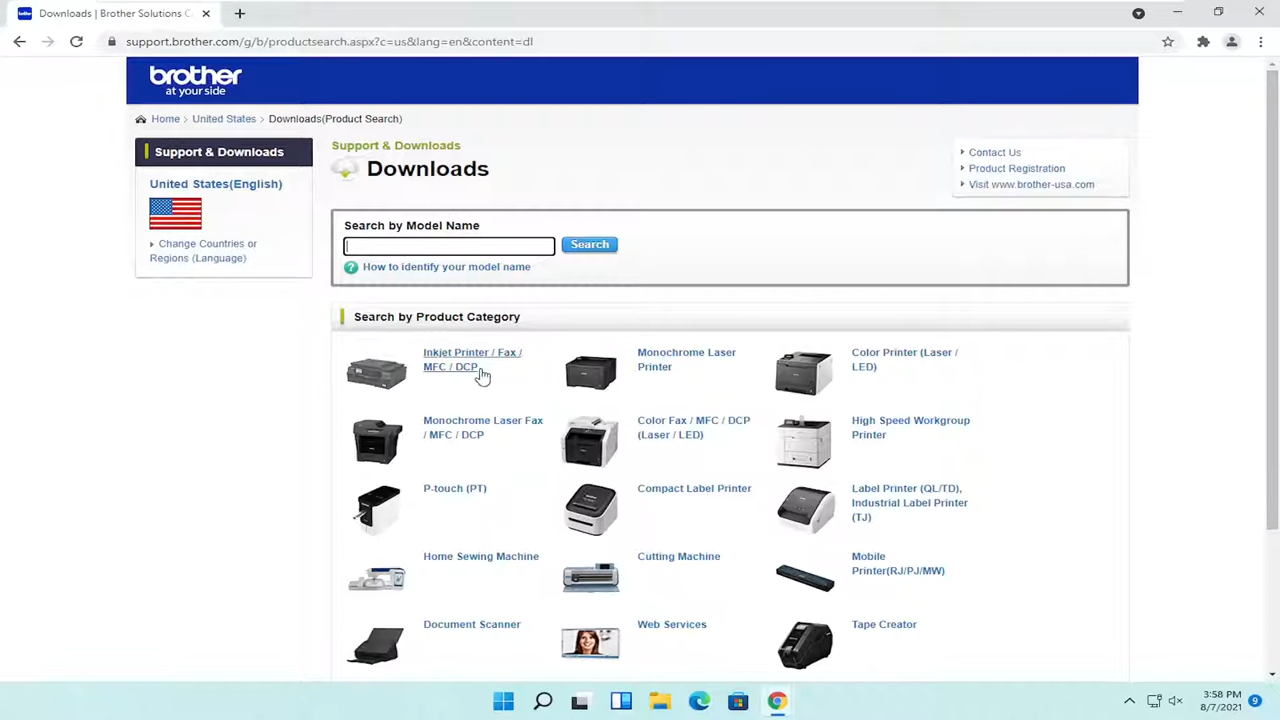 Downloads | Brother Solutions C
support.brother.com/g/b/productsearch.aspx?c=us&lang=en&content=dl
brother
at your side
Home > United States > Downloads(Product Search)
Support & Downloads
United States(English)
Change Countries or
Regions (Language)
Support & Downloads
Downloads
Contact Us
Product Registration
Visit www.brother-usa.com
Search by Model Name
Search
? How to identify your model name
Search by Product Category
Inkjet Printer / Fax /
MFC / DCP
Monochrome Laser
Printer
Color Printer (Laser /
LED)
Monochrome Laser Fax
/ MFC / DCP
Color Fax / MFC / DCP
(Laser / LED)
High Speed Workgroup
Printer
P-touch (PT)
Compact Label Printer
Label Printer (QL/TD),
Industrial Label Printer
(TJ)
Home Sewing Machine
Cutting Machine
Mobile
Printer(RJ/PJ/MW)
Document Scanner
Web Services
Tape Creator
3:58 PM
8/7/2021
9